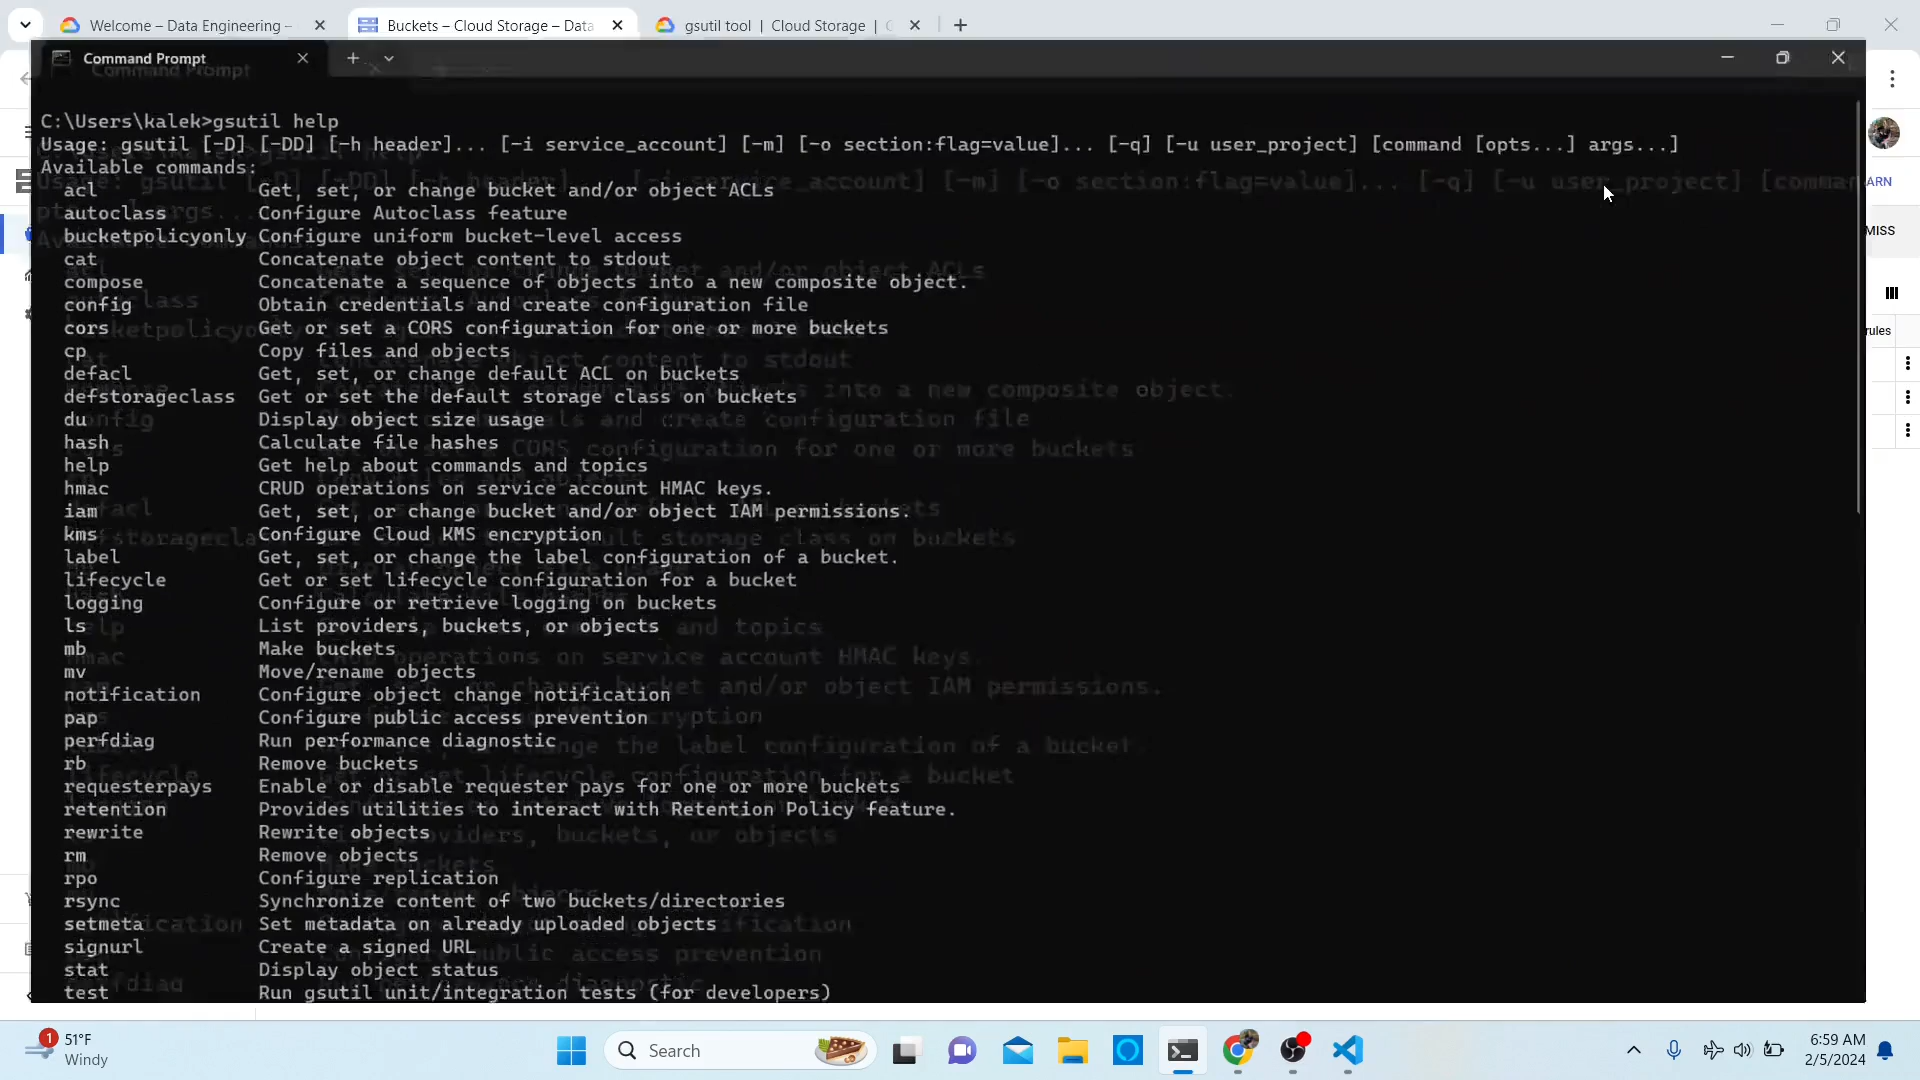 Welcome – Data Engineering –
Buckets – Cloud Storage – Data
gsutil tool | Cloud Storage |
Command Prompt
C:\Users\kalek>gsutil help
Usage: gsutil [-D] [-DD] [-h header]... [-i service_account] [-m] [-o section:flag=value]... [-q] [-u user_project] [command [opts...] args...]
Available commands:
acl Get, set, or change bucket and/or object ACLs
autoclass Configure Autoclass feature
bucketpolicyonly Configure uniform bucket-level access
cat Concatenate object content to stdout
compose Concatenate a sequence of objects into a new composite object.
config Obtain credentials and create configuration file
cors Get or set a CORS configuration for one or more buckets
cp Copy files and objects
defacl Get, set, or change default ACL on buckets
defstorageclass Get or set the default storage class on buckets
du Display object size usage
hash Calculate file hashes
help Get help about commands and topics
hmac CRUD operations on service account HMAC keys.
iam Get, set, or change bucket and/or object IAM permissions.
kms Configure Cloud KMS encryption
label Get, set, or change the label configuration of a bucket.
lifecycle Get or set lifecycle configuration for a bucket
logging Configure or retrieve logging on buckets
ls List providers, buckets, or objects
mb Make buckets
mv Move/rename objects
notification Configure object change notification
pap Configure public access prevention
perfdiag Run performance diagnostic
rb Remove buckets
requesterpays Enable or disable requester pays for one or more buckets
retention Provides utilities to interact with Retention Policy feature.
rewrite Rewrite objects
rm Remove objects
rpo Configure replication
rsync Synchronize content of two buckets/directories
setmeta Set metadata on already uploaded objects
signurl Create a signed URL
stat Display object status
test Run gsutil unit/integration tests (for developers)
ARN
MISS
rules
1
51°F
Windy
Search
6:59 AM
2/5/2024